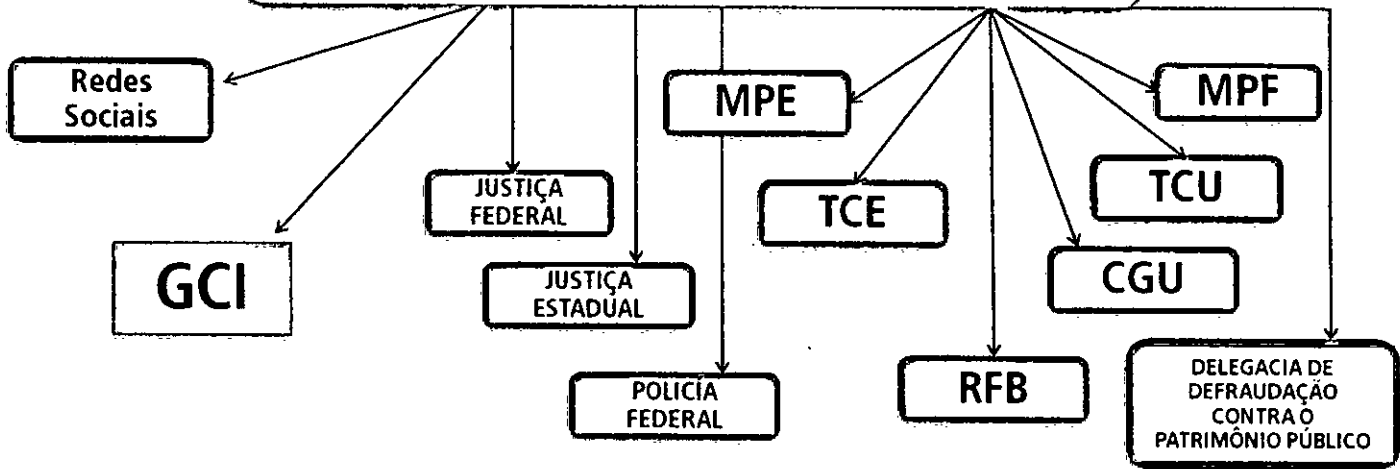 Redes
Sociais
MPE
MPF
JUSTIÇA
FEDERAL
TCE
TCU
GCI
JUSTIÇA
ESTADUAL
CGU
POLICÍA
FEDERAL
RFB
DELEGACIA DE
DEFRAUDAÇÃO
CONTRA O
PATRIMÔNIO PÚBLICO